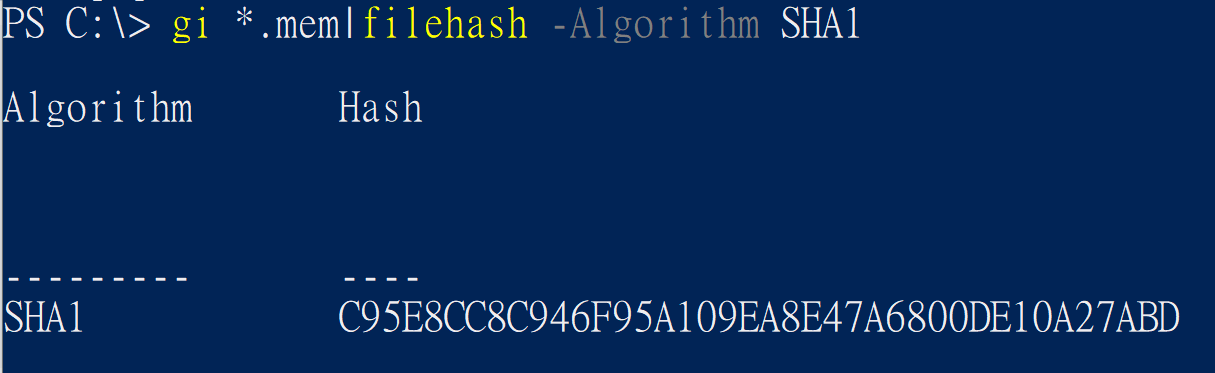 PS C:\> gi *.mem|filehash -Algorithm SHA1
Algorithm Hash
--------- ----
SHA1 C95E8CC8C946F95A109EA8E47A6800DE10A27ABD